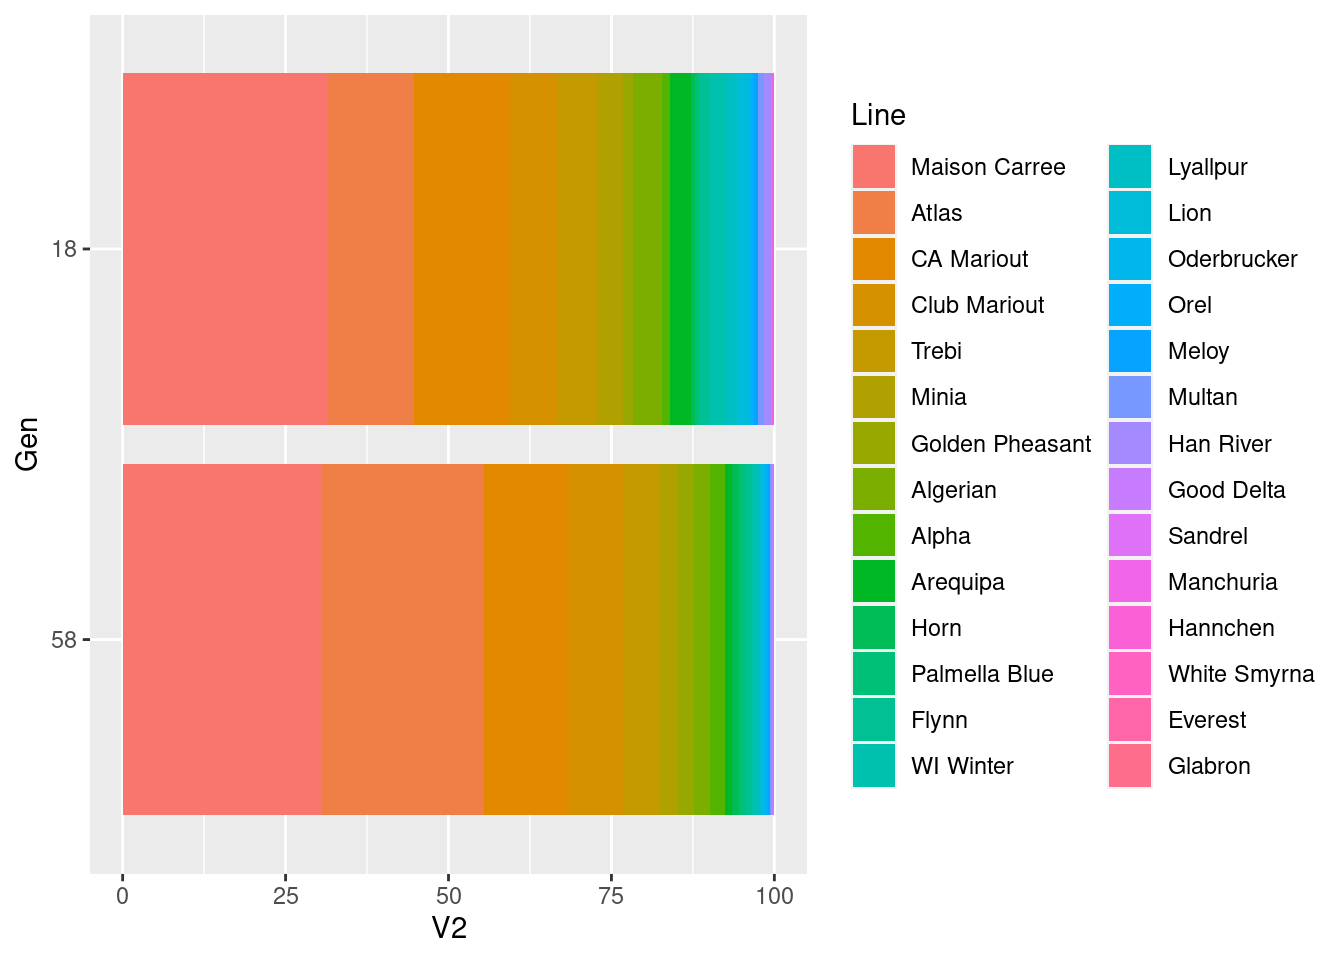 Gen
18
58
0 25 50 75 100
V2
Line
Maison Carree
Atlas
CA Mariout
Club Mariout
Trebi
Minia
Golden Pheasant
Algerian
Alpha
Arequipa
Horn
Palmella Blue
Flynn
WI Winter
Lyallpur
Lion
Oderbrucker
Orel
Meloy
Multan
Han River
Good Delta
Sandrel
Manchuria
Hannchen
White Smyrna
Everest
Glabron